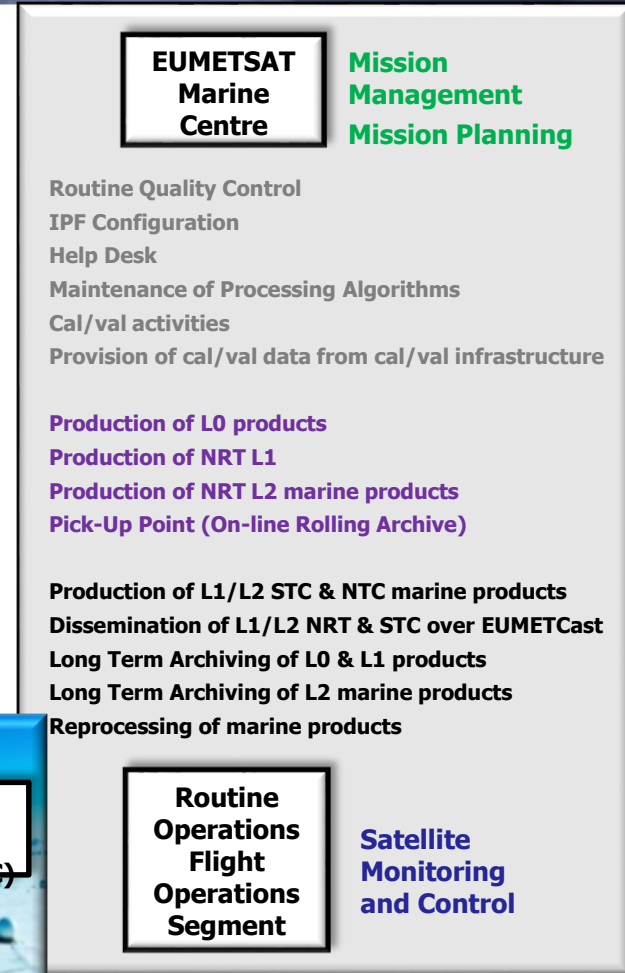 EUMETSAT
Marine
Centre
Mission
Management
Mission Planning
Routine Quality Control
IPF Configuration
Help Desk
Maintenance of Processing Algorithms
Cal/val activities
Provision of cal/val data from cal/val infrastructure
Production of L0 products
Production of NRT L1
Production of NRT L2 marine products
Pick-Up Point (On-line Rolling Archive)
Production of L1/L2 STC & NTC marine products
Dissemination of L1/L2 NRT & STC over EUMETCast
Long Term Archiving of L0 & L1 products
Long Term Archiving of L2 marine products
Reprocessing of marine products
Routine
Operations
Flight
Operations
Segment
Satellite
Monitoring
and Control